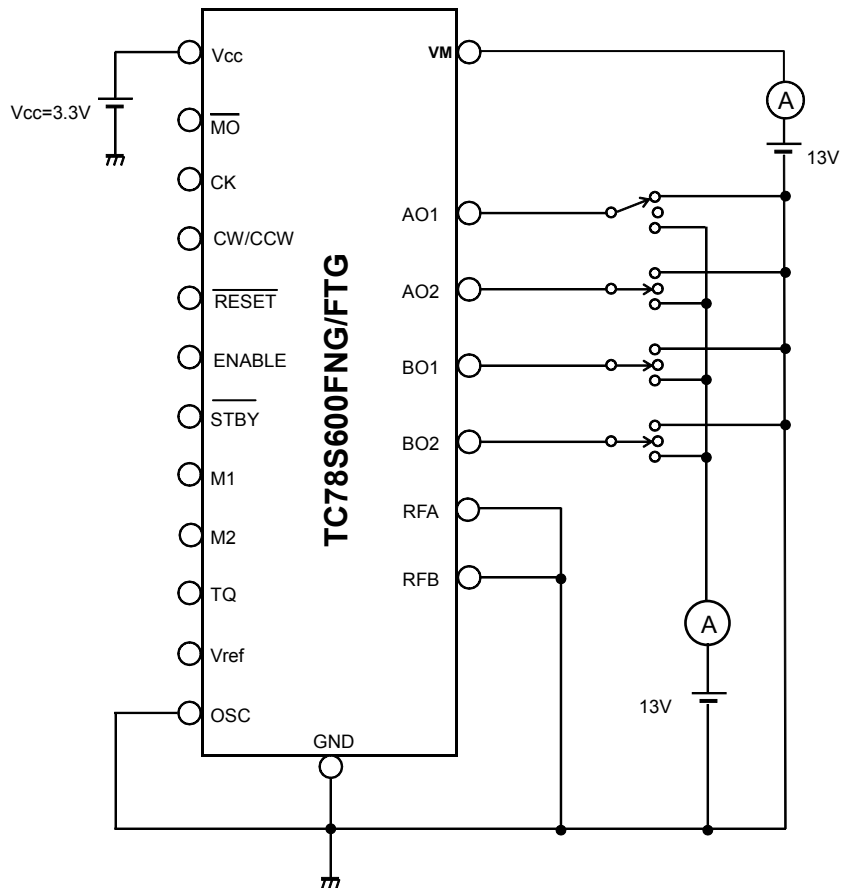 Vcc
VM
Vcc=3.3V
MO
A
CK
13V
AO1
CW/CCW
TC78S600FNG/FTG
RESET
AO2
ENABLE
BO1
STBY
BO2
M1
RFA
M2
RFB
TQ
A
Vref
13V
OSC
GND